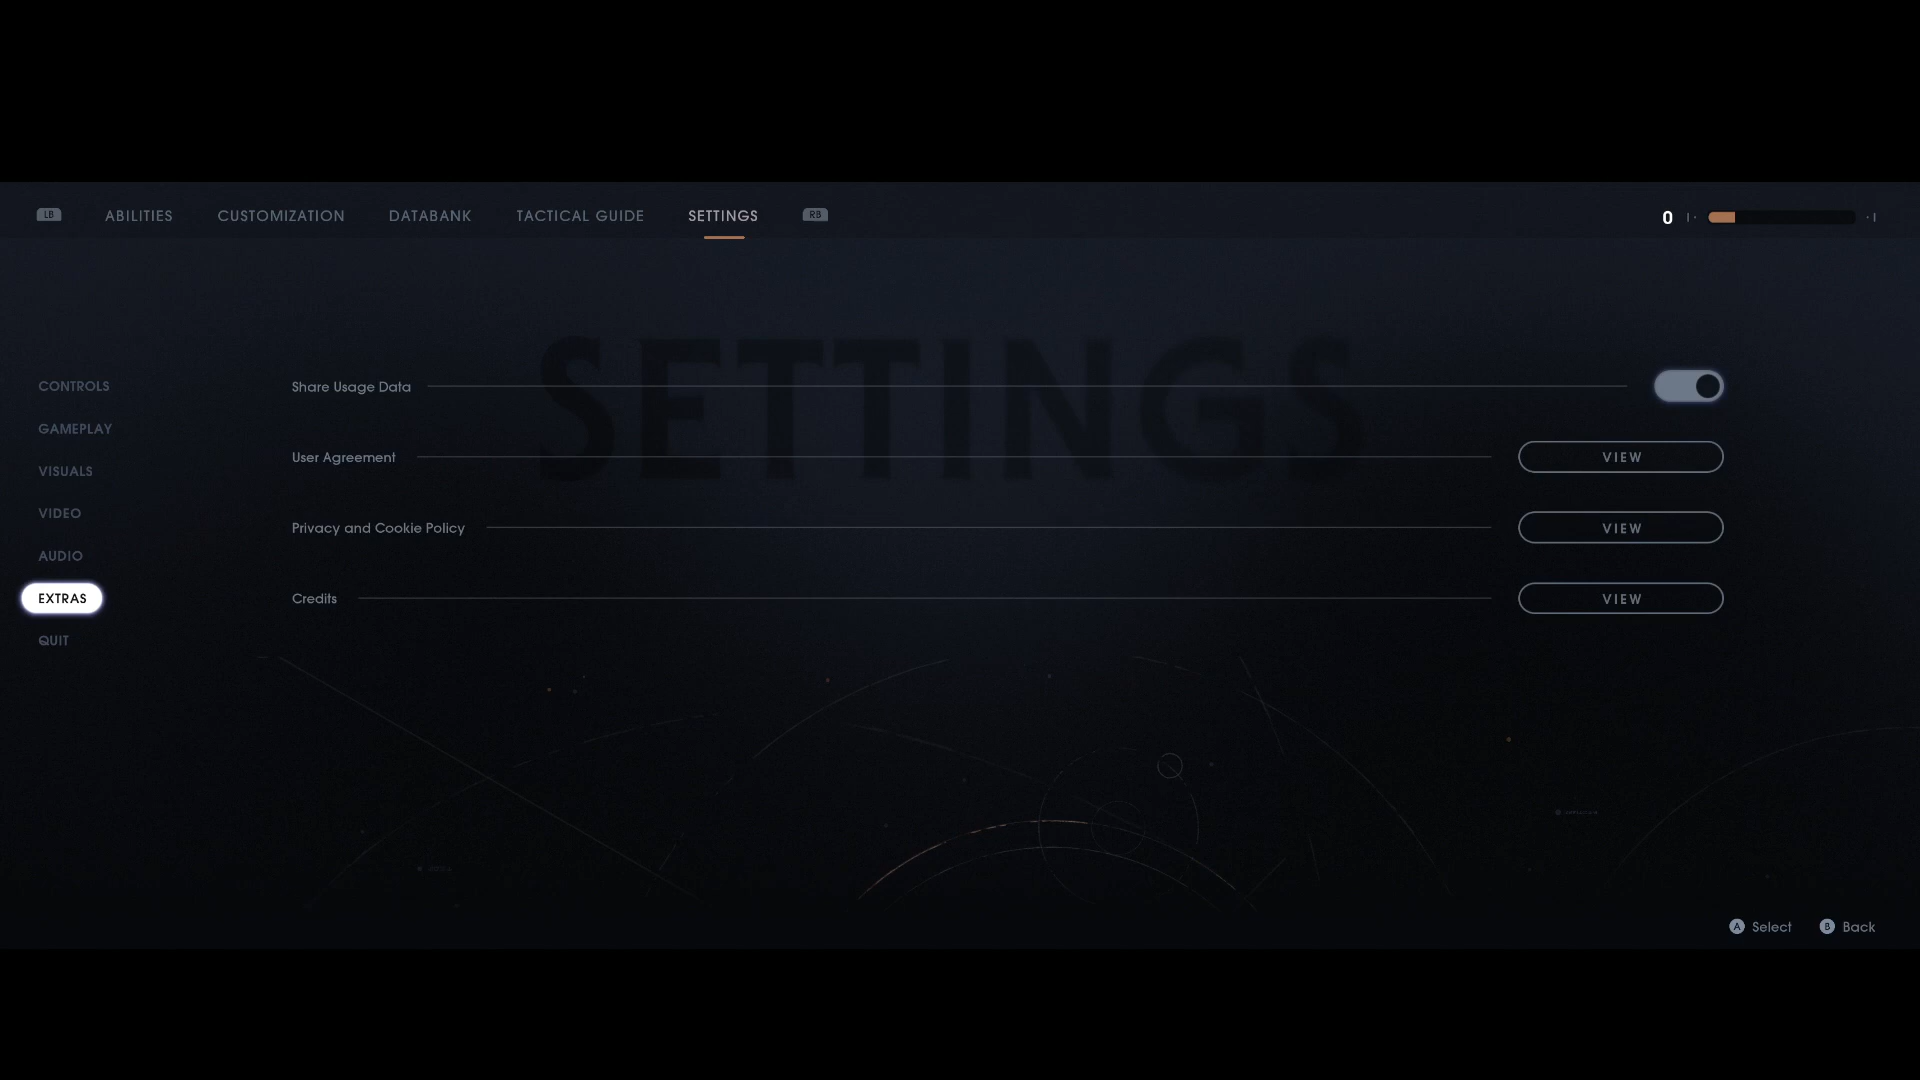 LB ABILITIES CUSTOMIZATION DATABANK TACTICAL GUIDE SETTINGS RB 0
SETTINGS
CONTROLS
GAMEPLAY
VISUALS
VIDEO
AUDIO
EXTRAS
QUIT
Share Usage Data
User Agreement VIEW
Privacy and Cookie Policy VIEW
Credits VIEW
A Select B Back